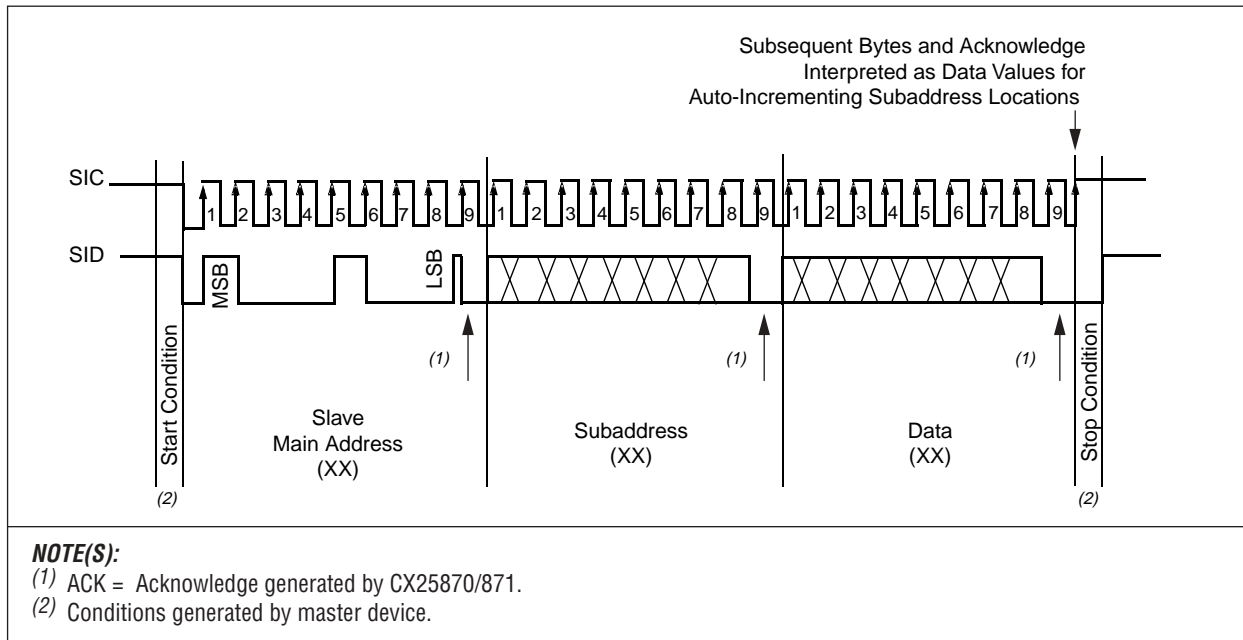 Subsequent Bytes and Acknowledge
Interpreted as Data Values for
Auto-Incrementing Subaddress Locations
SIC
1 2 3 4 5 6 7 8 9 1 2 3 4 5 6 7 8 9 1 2 3 4 5 6 7 8 9
SID
MSB
LSB
(1) (1) (1)
Start Condition
Slave
Main Address
(XX)
Subaddress
(XX)
Data
(XX)
Stop Condition
(2) (2)
NOTE(S):
(1) ACK = Acknowledge generated by CX25870/871.
(2) Conditions generated by master device.